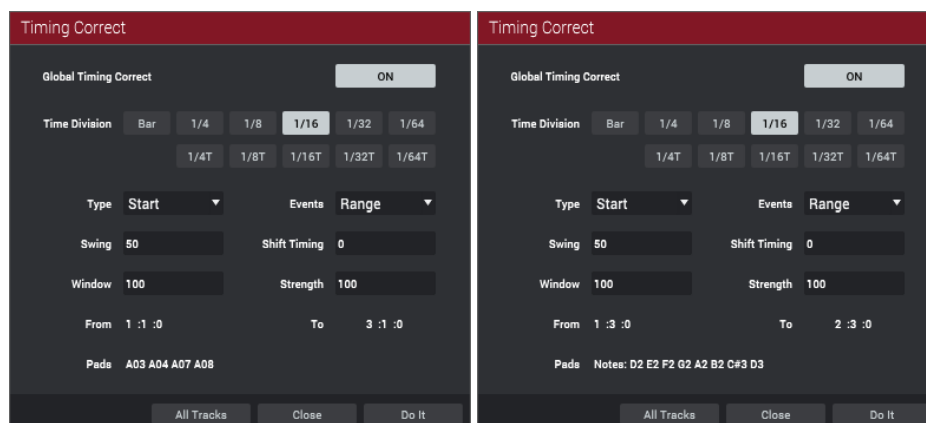 Timing Correct
Global Timing Correct ON
Time Division Bar 1/4 1/8 1/16 1/32 1/64
1/4T 1/8T 1/16T 1/32T 1/64T
Type Start Events Range
Swing 50 Shift Timing 0
Window 100 Strength 100
From 1 :1 :0 To 3 :1 :0
Pads A03 A04 A07 A08
All Tracks Close Do It
Timing Correct
Global Timing Correct ON
Time Division Bar 1/4 1/8 1/16 1/32 1/64
1/4T 1/8T 1/16T 1/32T 1/64T
Type Start Events Range
Swing 50 Shift Timing 0
Window 100 Strength 100
From 1 :3 :0 To 2 :3 :0
Pads Notes: D2 E2 F2 G2 A2 B2 C#3 D3
All Tracks Close Do It